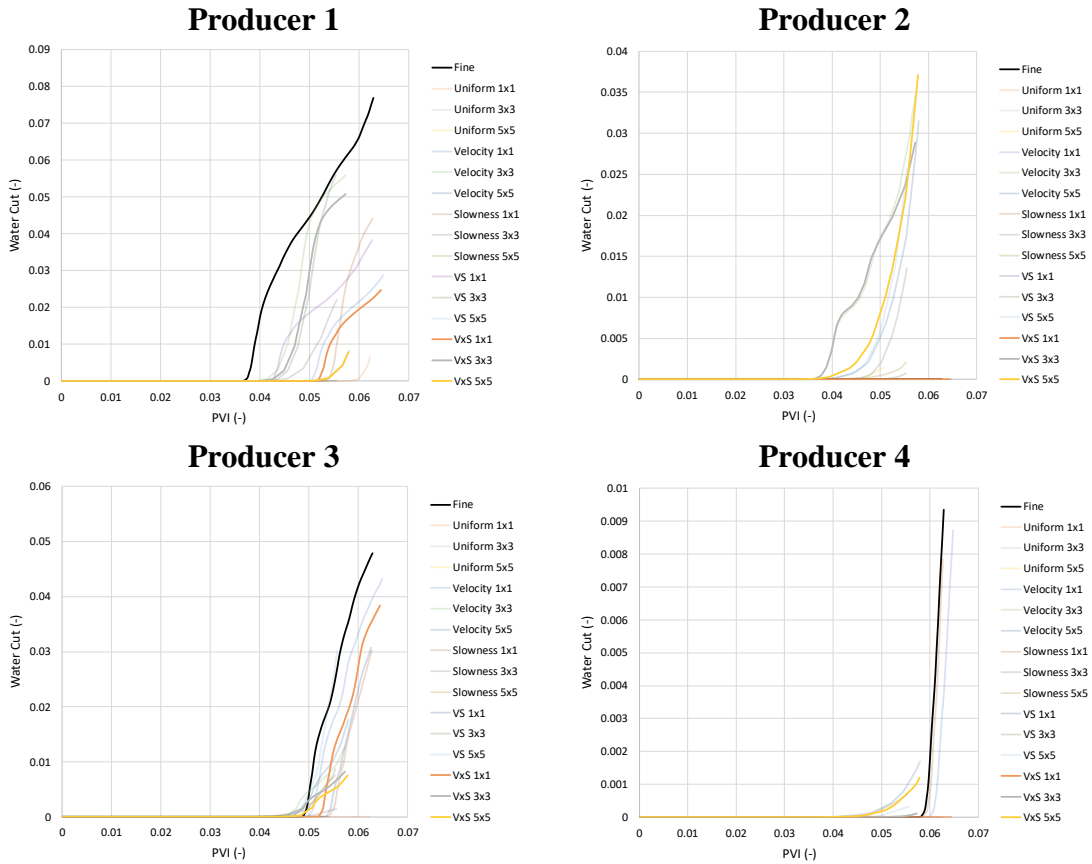 Producer 1
0.09
0.08
0.07
0.06
0.05
0.04
0.03
0.02
0.01
0
Water Cut (-)
0 0.01 0.02 0.03 0.04 0.05 0.06 0.07
PVI (-)
Fine
Uniform 1x1
Uniform 3x3
Uniform 5x5
Velocity 1x1
Velocity 3x3
Velocity 5x5
Slowness 1x1
Slowness 3x3
Slowness 5x5
VS 1x1
VS 3x3
VS 5x5
VxS 1x1
VxS 3x3
VxS 5x5
Producer 2
0.04
0.035
0.03
0.025
0.02
0.015
0.01
0.005
0
Water Cut (-)
0 0.01 0.02 0.03 0.04 0.05 0.06 0.07
PVI (-)
Fine
Uniform 1x1
Uniform 3x3
Uniform 5x5
Velocity 1x1
Velocity 3x3
Velocity 5x5
Slowness 1x1
Slowness 3x3
Slowness 5x5
VS 1x1
VS 3x3
VS 5x5
VxS 1x1
VxS 3x3
VxS 5x5
Producer 3
0.06
0.05
0.04
0.03
0.02
0.01
0
Water Cut (-)
0 0.01 0.02 0.03 0.04 0.05 0.06 0.07
PVI (-)
Fine
Uniform 1x1
Uniform 3x3
Uniform 5x5
Velocity 1x1
Velocity 3x3
Velocity 5x5
Slowness 1x1
Slowness 3x3
Slowness 5x5
VS 1x1
VS 3x3
VS 5x5
VxS 1x1
VxS 3x3
VxS 5x5
Producer 4
0.01
0.009
0.008
0.007
0.006
0.005
0.004
0.003
0.002
0.001
0
Water Cut (-)
0 0.01 0.02 0.03 0.04 0.05 0.06 0.07
PVI (-)
Fine
Uniform 1x1
Uniform 3x3
Uniform 5x5
Velocity 1x1
Velocity 3x3
Velocity 5x5
Slowness 1x1
Slowness 3x3
Slowness 5x5
VS 1x1
VS 3x3
VS 5x5
VxS 1x1
VxS 3x3
VxS 5x5